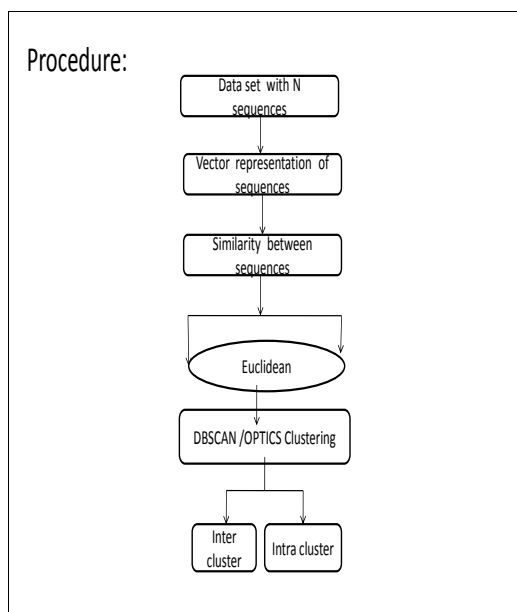 Procedure:
Data set with N
sequences
Vector representation of
sequences
Similarity between
sequences
Euclidean
DBSCAN /OPTICS Clustering
Inter
cluster
Intra cluster